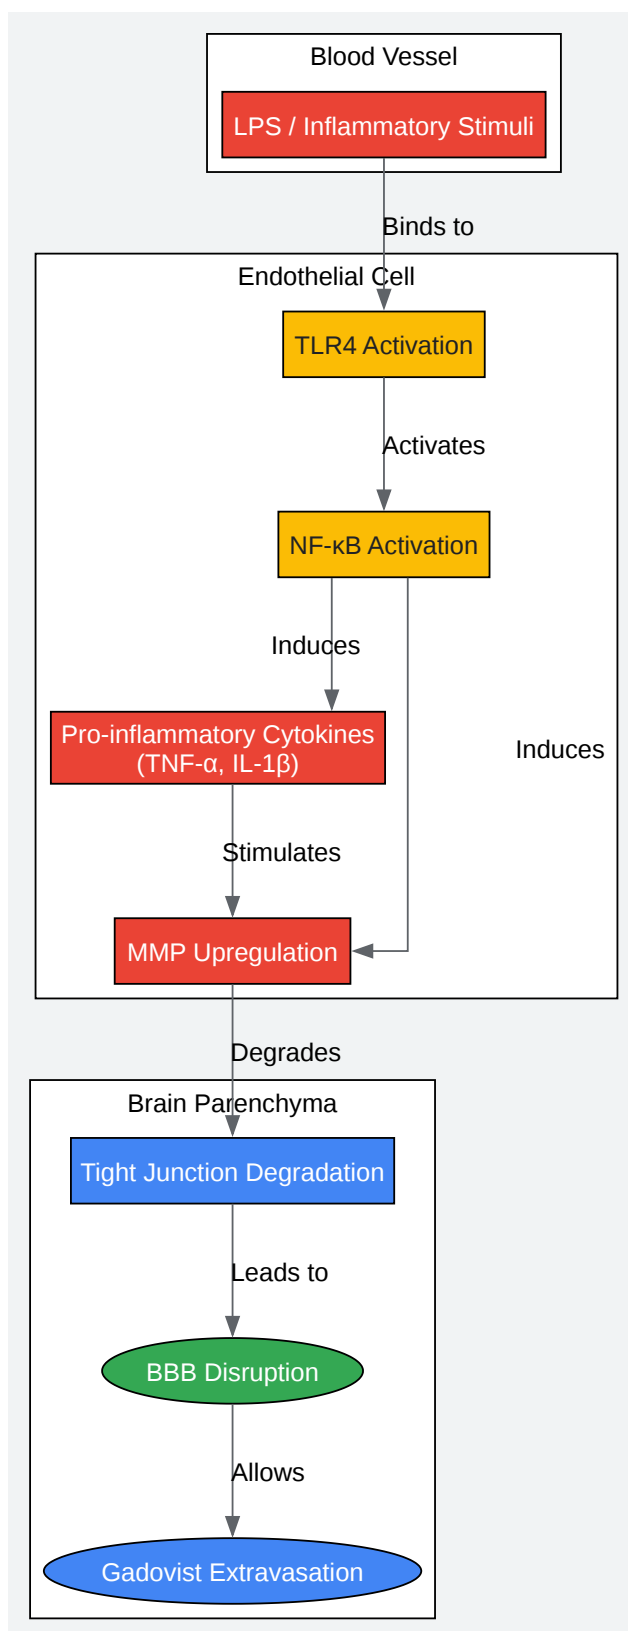 Blood Vessel
LPS / Inflammatory Stimuli
Binds to
Endothelial Cell
TLR4 Activation
Activates
NF-κB Activation
Induces
Pro-inflammatory Cytokines
(TNF-α, IL-1β)
Induces
Stimulates
MMP Upregulation
Degrades
Brain Parenchyma
Tight Junction Degradation
Leads to
BBB Disruption
Allows
Gadovist Extravasation